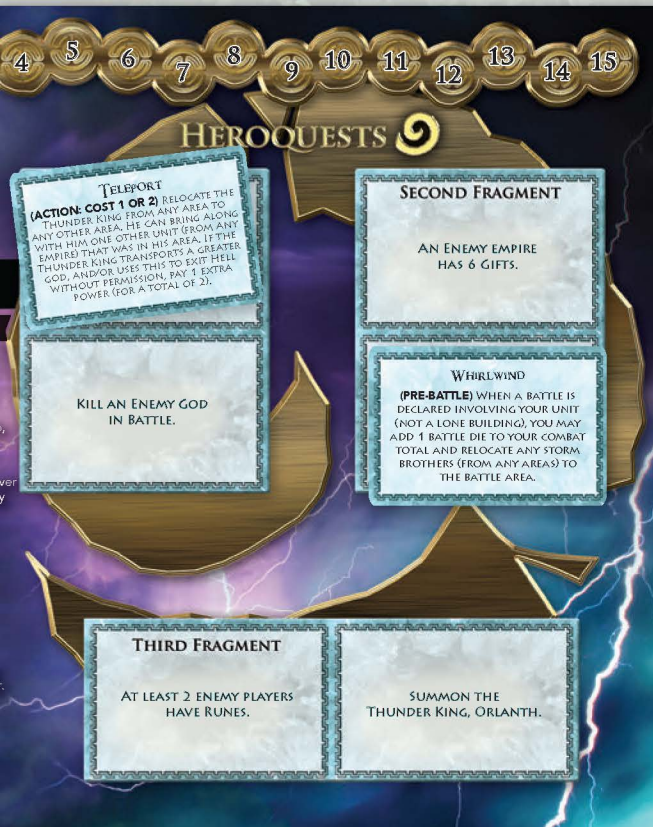 4 5 6 7 8 9 10 11 12 13 14 15
HEROQUESTS
TELEPORT
(ACTION: COST 1 OR 2) RELOCATE THE
THUNDER KING FROM ANY AREA TO
ANY OTHER AREA. HE CAN BRING ALONG
WITH HIM ONE OTHER UNIT (FROM ANY
EMPIRE) THAT WAS IN HIS AREA. IF THE
THUNDER KING TRANSPORTS A GREATER
GOD, AND/OR USES THIS TO EXIT HELL
WITHOUT PERMISSION, PAY 1 EXTRA
POWER (FOR A TOTAL OF 2).
KILL AN ENEMY GOD
IN BATTLE.
SECOND FRAGMENT
AN ENEMY EMPIRE
HAS 6 GIFTS.
WHIRLWIND
(PRE-BATTLE) WHEN A BATTLE IS
DECLARED INVOLVING YOUR UNIT
(NOT A LONE BUILDING), YOU MAY
ADD 1 BATTLE DIE TO YOUR COMBAT
TOTAL AND RELOCATE ANY STORM
BROTHERS (FROM ANY AREAS) TO
THE BATTLE AREA.
THIRD FRAGMENT
AT LEAST 2 ENEMY PLAYERS
HAVE RUNES.
SUMMON THE
THUNDER KING, ORLANTH.